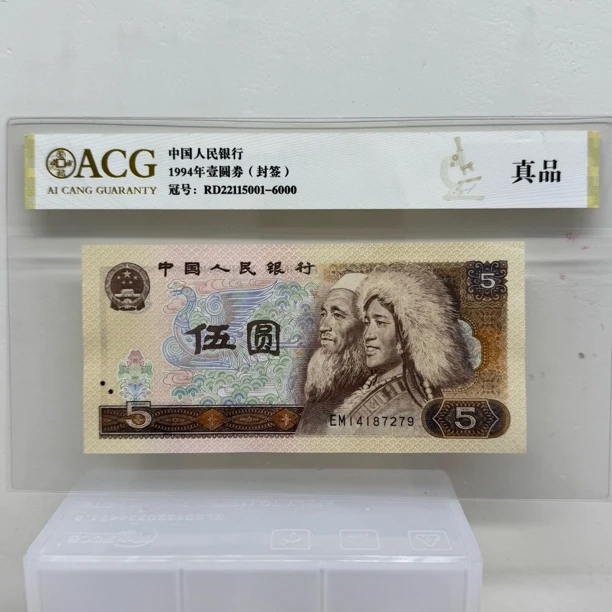 ACG
AI CANG GUARANTY
中国人民银行
1994年壹圆券（封签）
冠号：RD22115001-6000
真品
中国人民银行
5
伍圆
5
EM14187279
5